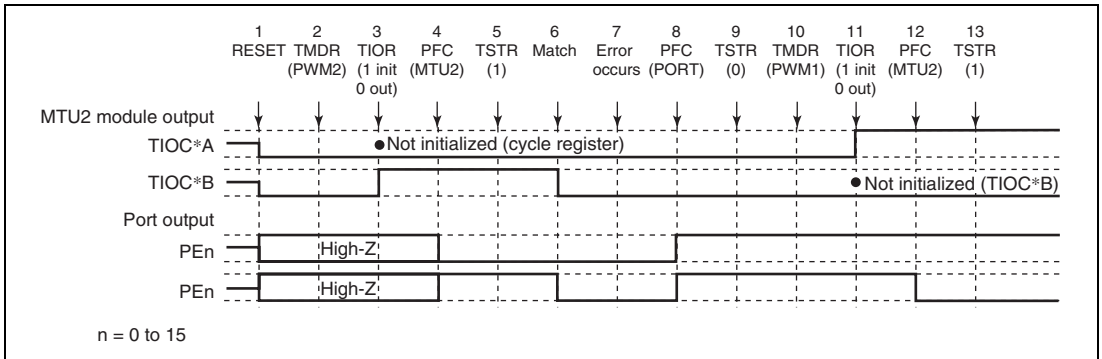 1 2 3 4 5 6 7 8 9 10 11 12 13
RESET TMDR TIOR PFC TSTR Match Error PFC TSTR TMDR TIOR PFC TSTR
(PWM2) (1 init (MTU2) (1) occurs (PORT) (0) (PWM1) (1 init (MTU2) (1)
0 out) 0 out)
MTU2 module output
TIOC*A ●Not initialized (cycle register)
TIOC*B ●Not initialized (TIOC*B)
Port output
PEn High-Z
PEn High-Z
n = 0 to 15